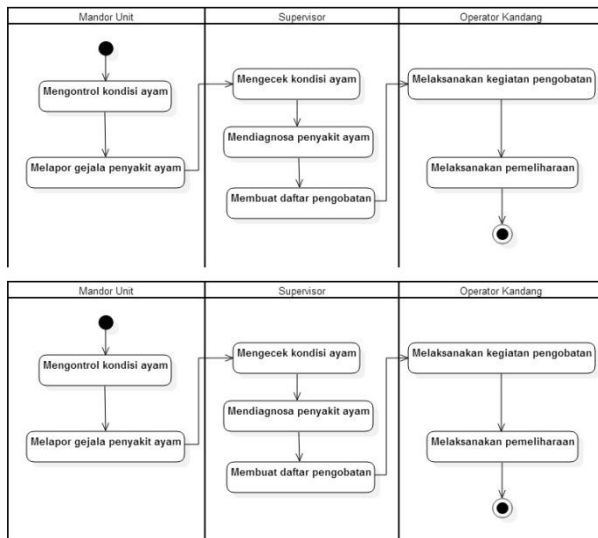 Mandor Unit
Supervisor
Operator Kandang
Mengontrol kondisi ayam
Melapor gejala penyakit ayam
Mengecek kondisi ayam
Mendiagnosa penyakit ayam
Membuat daftar pengobatan
Melaksanakan kegiatan pengobatan
Melaksanakan pemeliharaan
Mandor Unit
Supervisor
Operator Kandang
Mengontrol kondisi ayam
Melapor gejala penyakit ayam
Mengecek kondisi ayam
Mendiagnosa penyakit ayam
Membuat daftar pengobatan
Melaksanakan kegiatan pengobatan
Melaksanakan pemeliharaan